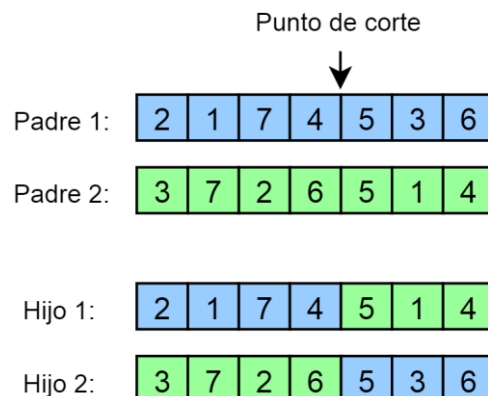 Punto de corte
Padre 1: 2 1 7 4 5 3 6
Padre 2: 3 7 2 6 5 1 4
Hijo 1: 2 1 7 4 5 1 4
Hijo 2: 3 7 2 6 5 3 6